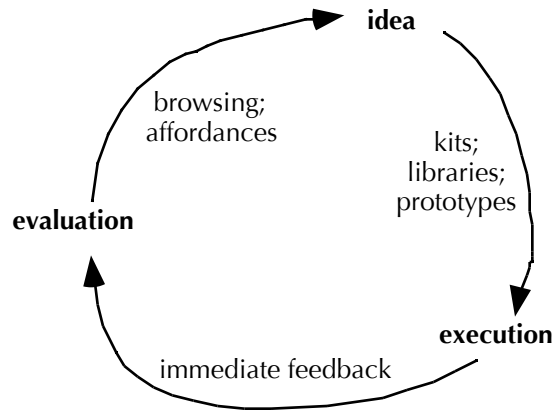 idea
browsing;
affordances
kits;
libraries;
prototypes
evaluation
execution
immediate feedback